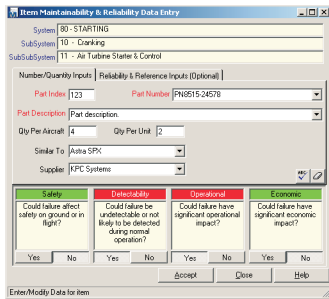 Item Maintainability & Reliability Data Entry
System 80 - STARTING
SubSystem 10 - Cranking
SubSubSystem 11 - Air Turbine Starter & Control
Number/Quantity Inputs Reliability & Reference Inputs (Optional)
Part Index 123 Part Number PN8515-24578
Part Description Part description.
Qty Per Aircraft 4 Qty Per Unit 2
Similar To Astra SPX
Supplier KPC Systems
Safety Detectability Operational Economic
Could failure affect safety on ground or in flight?
Could failure be undetectable or not likely to be detected during normal operation?
Could failure have significant operational impact?
Could failure have significant economic impact?
Yes No Yes No Yes No Yes No
Accept Close Help
Enter/Modify Data for item